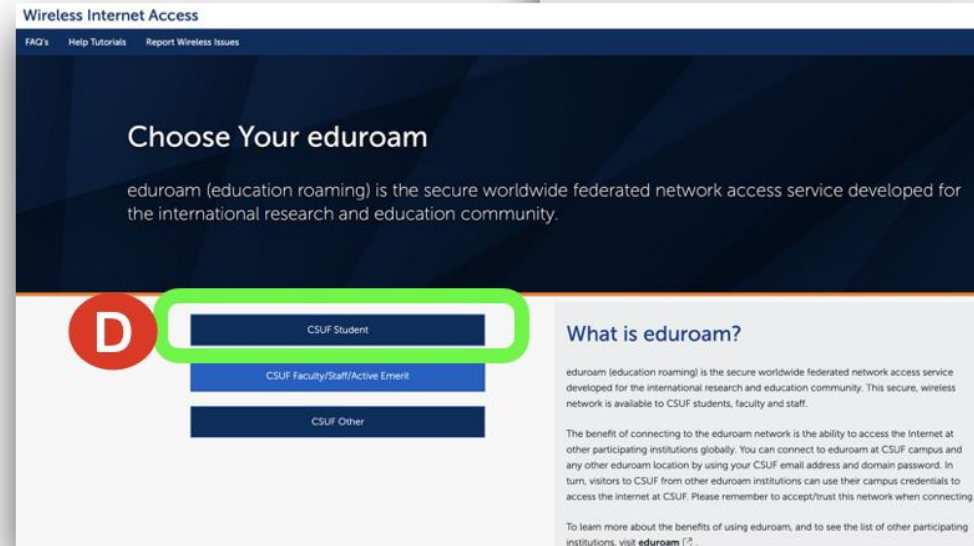 Wireless Internet Access
FAQ's Help Tutorials Report Wireless Issues
Choose Your eduroam
eduroam (education roaming) is the secure worldwide federated network access service developed for
the international research and education community.
D
CSUF Student
CSUF Faculty/Staff/Active Emerit
CSUF Other
What is eduroam?
eduroam (education roaming) is the secure worldwide federated network access service
developed for the international research and education community. This secure, wireless
network is available to CSUF students, faculty and staff.
The benefit of connecting to the eduroam network is the ability to access the Internet at
other participating institutions globally. You can connect to eduroam at CSUF campus and
any other eduroam location by using your CSUF email address and domain password. In
turn, visitors to CSUF from other eduroam institutions can use their campus credentials to
access the internet at CSUF. Please remember to accept/trust this network when connecting.
To learn more about the benefits of using eduroam, and to see the list of other participating
institutions, visit eduroam .